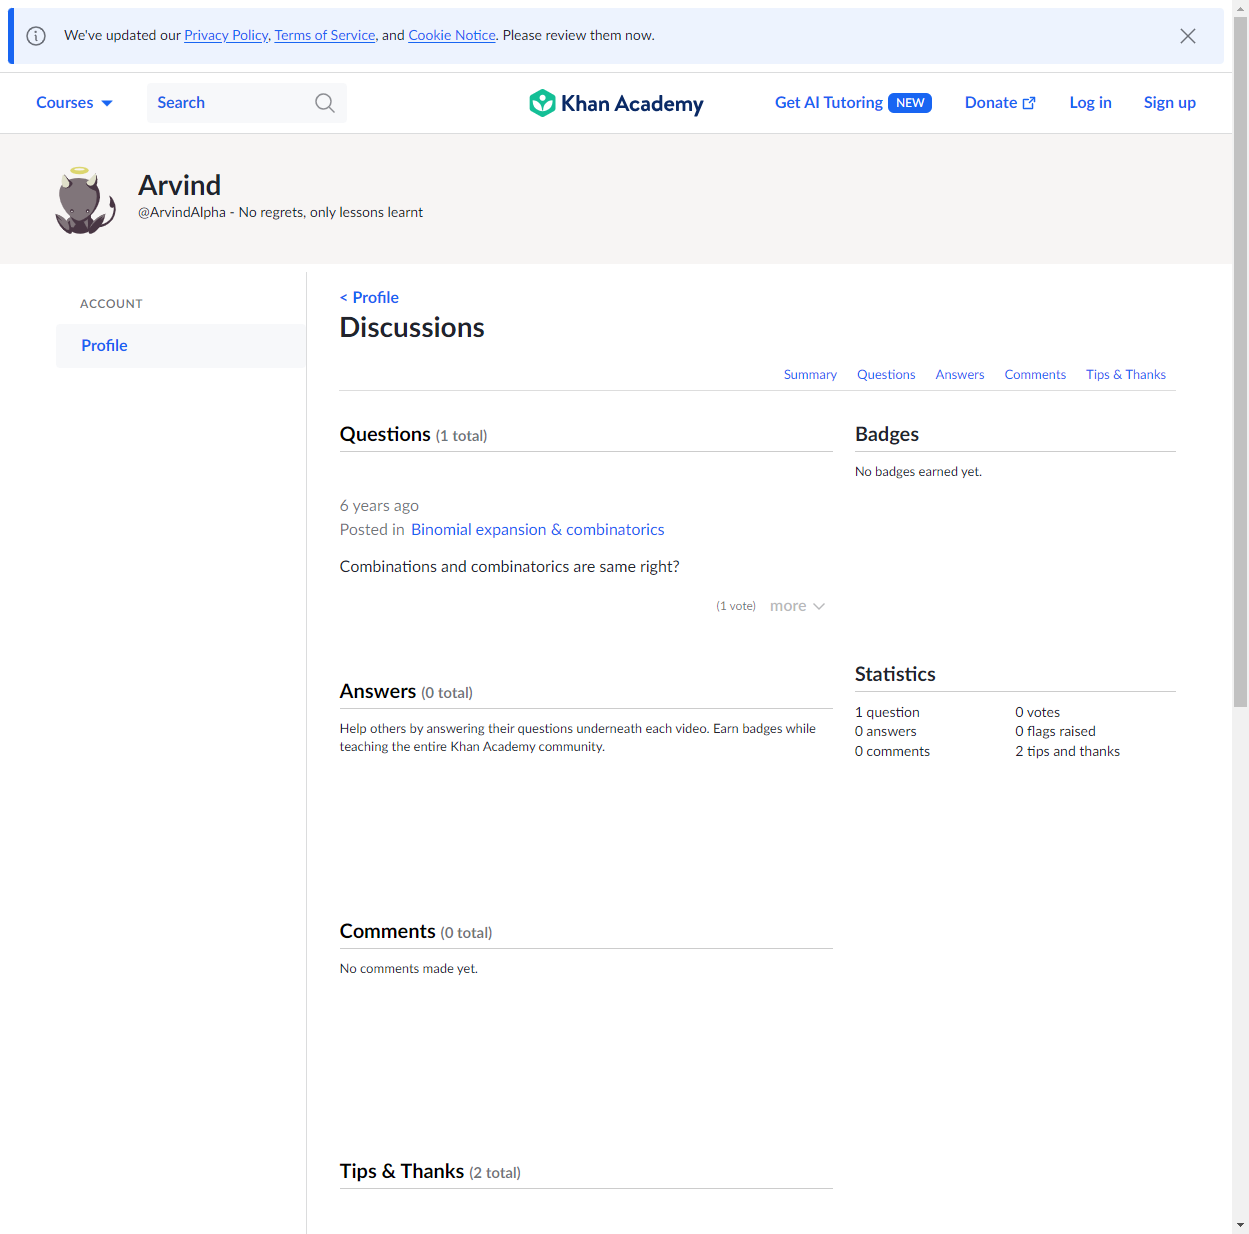 We've updated our Privacy Policy, Terms of Service, and Cookie Notice. Please review them now.
Courses
Search
Khan Academy
Get AI Tutoring NEW
Donate
Log in
Sign up
Arvind
@ArvindAlpha - No regrets, only lessons learnt
ACCOUNT
Profile
< Profile
Discussions
Summary Questions Answers Comments Tips & Thanks
Questions (1 total)
6 years ago
Posted in Binomial expansion & combinatorics
Combinations and combinatorics are same right?
(1 vote) more
Answers (0 total)
Help others by answering their questions underneath each video. Earn badges while
teaching the entire Khan Academy community.
Comments (0 total)
No comments made yet.
Tips & Thanks (2 total)
Badges
No badges earned yet.
Statistics
1 question 0 votes
0 answers 0 flags raised
0 comments 2 tips and thanks